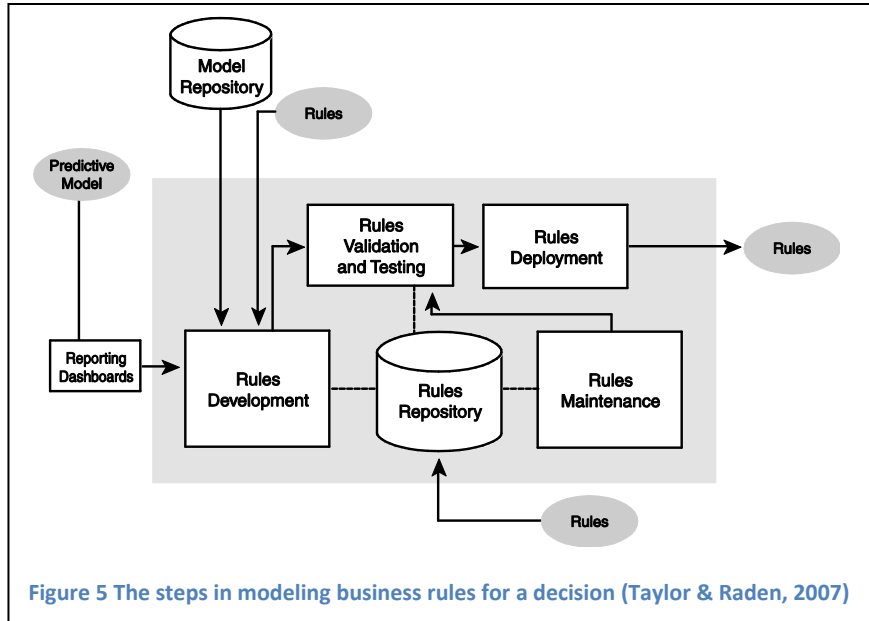 Model
Repository
Rules
Predictive
Model
Rules
Validation
and Testing
Rules
Deployment
Rules
Reporting
Dashboards
Rules
Development
Rules
Repository
Rules
Maintenance
Rules
Figure 5 The steps in modeling business rules for a decision (Taylor & Raden, 2007)